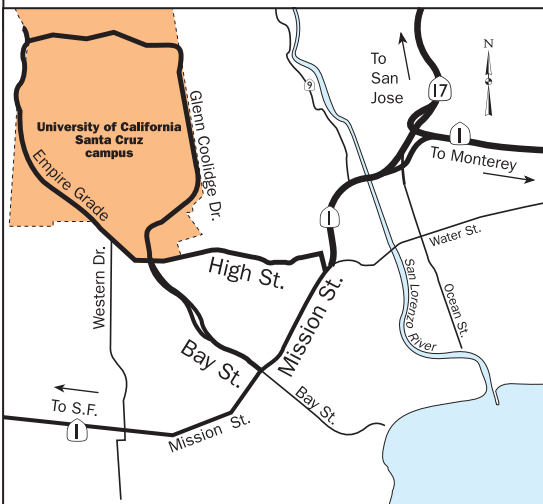 To
San
Jose
N
9
17
1
To Monterey
University of California
Santa Cruz
campus
Glenn Coolidge Dr.
Empire Grade
1
Water St.
High St.
Western Dr.
Mission St.
San Lorenzo
River
Ocean St.
Bay St.
Bay St.
To S.F.
1
Mission St.